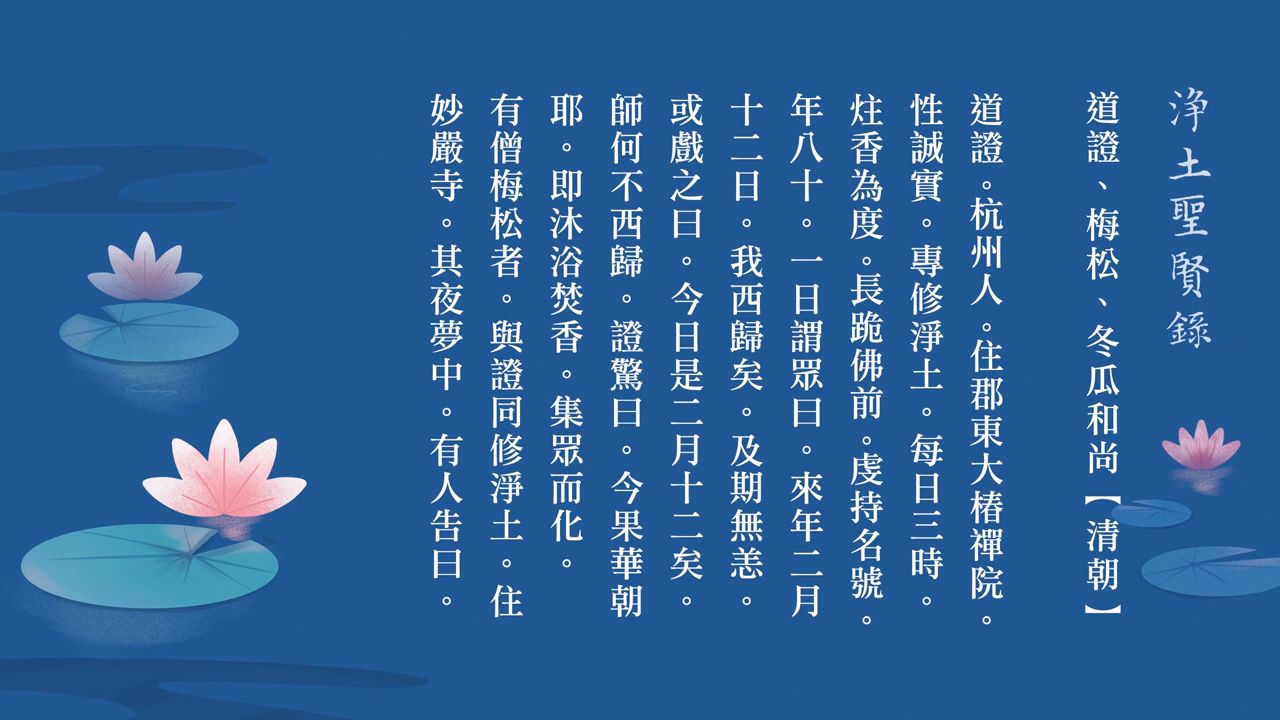 淨土聖賢錄
道證、梅松、冬瓜和尚【清朝】
道證。杭州人。住郡東大椿禪院。
性誠實。專修淨土。每日三時。
炷香為度。長跪佛前。虔持名號。
年八十。一日謂眾曰。來年二月
十二日。我西歸矣。及期無恙。
或戲之曰。今日是二月十二矣。
師何不西歸。證驚曰。今果華朝
耶。即沐浴焚香。集眾而化。
有僧梅松者。與證同修淨土。住
妙嚴寺。其夜夢中。有人告曰。